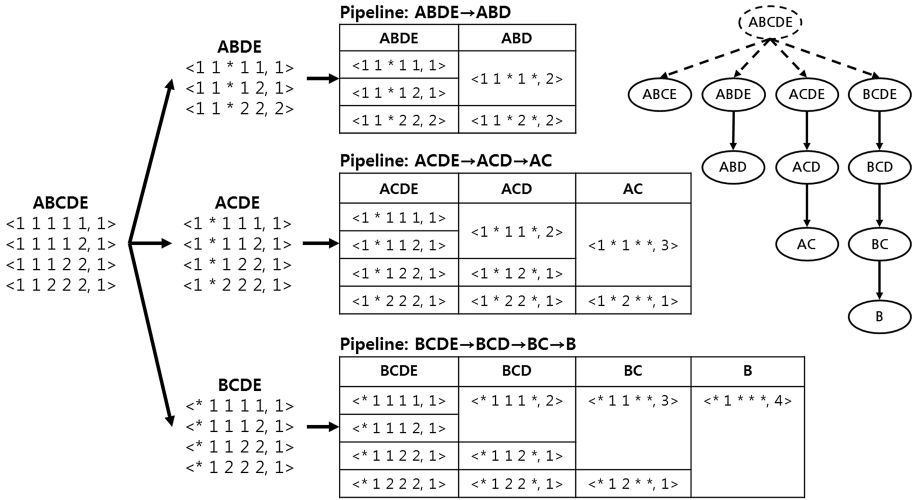 Pipeline: ABDE→ABD
ABDE ABD
<1 1 * 1 1, 1>
<1 1 * 1 *, 2>
<1 1 * 1 2, 1>
<1 1 * 2 2, 2> <1 1 * 2 *, 2>
ABDE
<1 1 * 1 1, 1>
<1 1 * 1 2, 1>
<1 1 * 2 2, 2>
ABCDE
ABCE ABDE ACDE BCDE
ABD ACD BCD
AC BC
B
Pipeline: ACDE→ACD→AC
ACDE ACD AC
<1 * 1 1 1, 1>
<1 * 1 1 *, 2>
<1 * 1 1 2, 1>
<1 * 1 * *, 3>
<1 * 1 2 2, 1> <1 * 1 2 *, 1>
<1 * 2 2 2, 1> <1 * 2 2 *, 1> <1 * 2 * *, 1>
ABCDE
<1 1 1 1 1, 1>
<1 1 1 1 2, 1>
<1 1 1 2 2, 1>
<1 1 2 2 2, 1>
ACDE
<1 * 1 1 1, 1>
<1 * 1 1 2, 1>
<1 * 1 2 2, 1>
<1 * 2 2 2, 1>
Pipeline: BCDE→BCD→BC→B
BCDE BCD BC B
<* 1 1 1 1, 1> <* 1 1 1 *, 2> <* 1 1 * *, 3> <* 1 * * *, 4>
<* 1 1 1 2, 1>
<* 1 1 2 2, 1> <* 1 1 2 *, 1>
<* 1 2 2 2, 1> <* 1 2 2 *, 1> <* 1 2 * *, 1>
BCDE
<* 1 1 1 1, 1>
<* 1 1 1 2, 1>
<* 1 1 2 2, 1>
<* 1 2 2 2, 1>